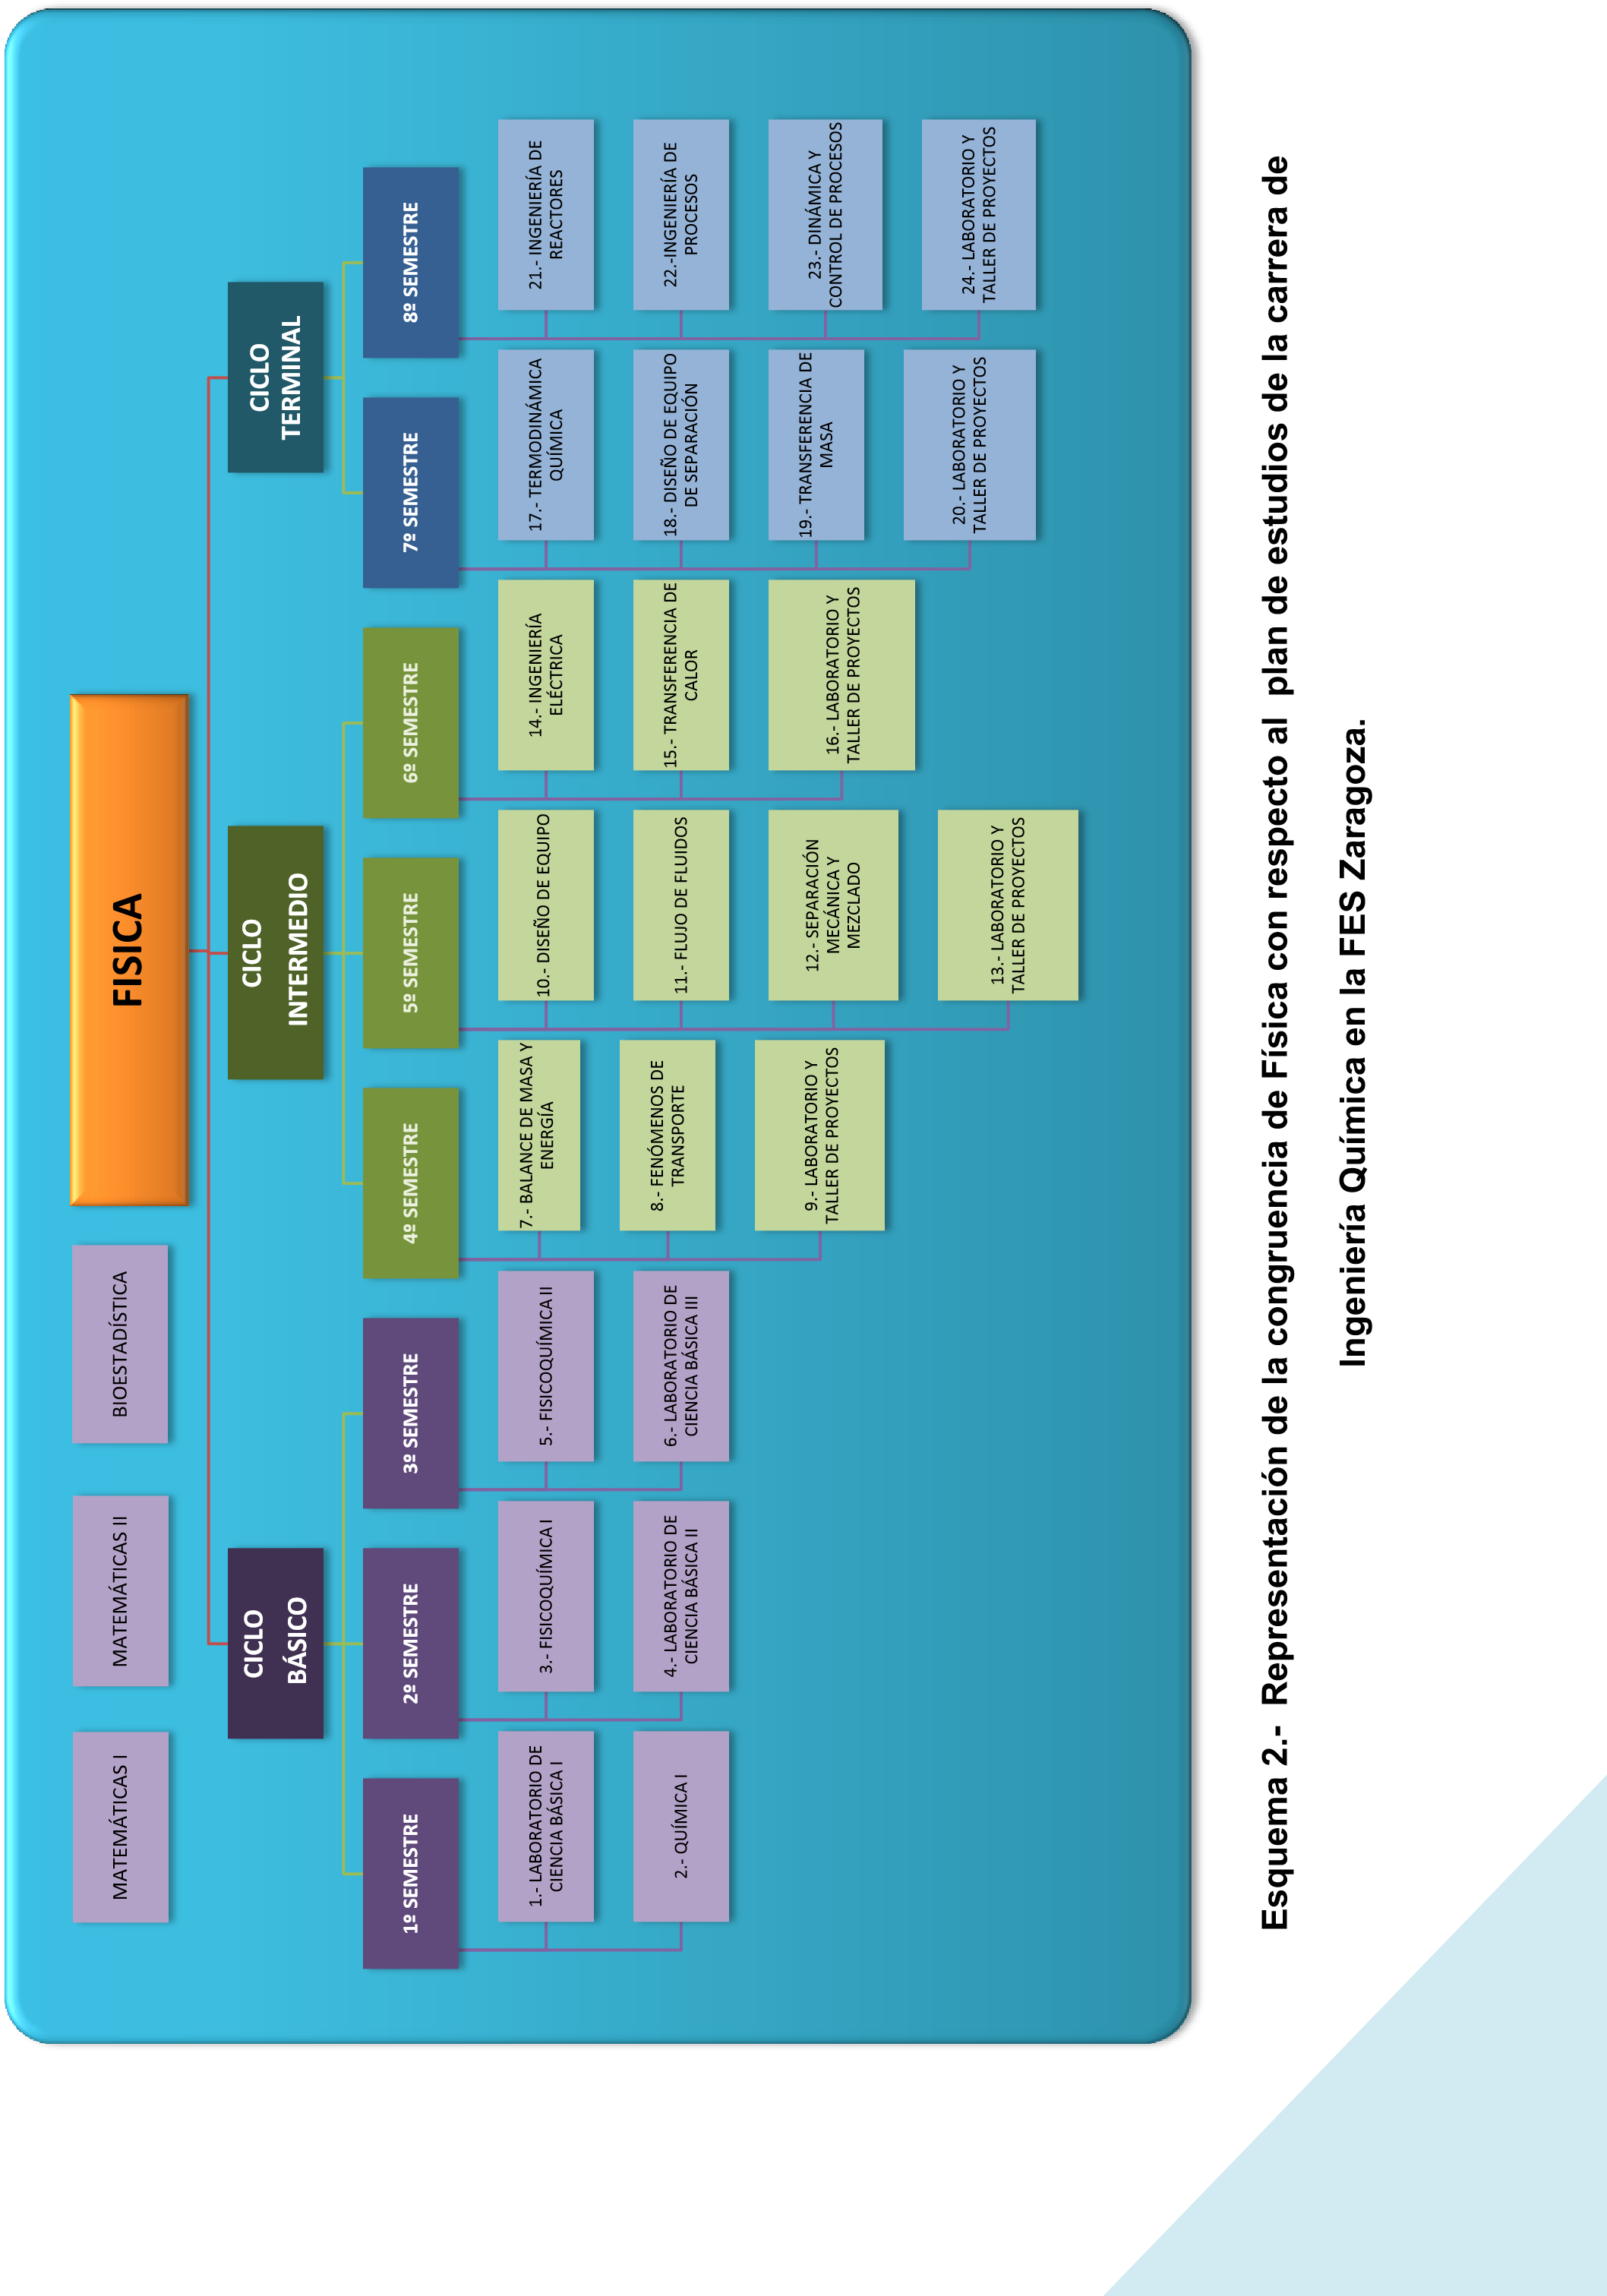 MATEMÁTICAS I
MATEMÁTICAS II
BIOESTADÍSTICA
FISICA
CICLO
BÁSICO
CICLO
INTERMEDIO
CICLO
TERMINAL
1º SEMESTRE
2º SEMESTRE
3º SEMESTRE
4º SEMESTRE
5º SEMESTRE
6º SEMESTRE
7º SEMESTRE
8º SEMESTRE
1.- LABORATORIO DE
CIENCIA BÁSICA I
2.- QUÍMICA I
3.- FISICOQUÍMICA I
4.- LABORATORIO DE
CIENCIA BÁSICA II
5.- FISICOQUÍMICA II
6.- LABORATORIO DE
CIENCIA BÁSICA III
7.- BALANCE DE MASA Y
ENERGÍA
8.- FENÓMENOS DE
TRANSPORTE
9.- LABORATORIO Y
TALLER DE PROYECTOS
10.- DISEÑO DE EQUIPO
11.- FLUJO DE FLUIDOS
12.- SEPARACIÓN
MECÁNICA Y
MEZCLADO
13.- LABORATORIO Y
TALLER DE PROYECTOS
14.- INGENIERÍA
ELÉCTRICA
15.- TRANSFERENCIA DE
CALOR
16.- LABORATORIO Y
TALLER DE PROYECTOS
17.- TERMODINÁMICA
QUÍMICA
18.- DISEÑO DE EQUIPO
DE SEPARACIÓN
19.- TRANSFERENCIA DE
MASA
20.- LABORATORIO Y
TALLER DE PROYECTOS
21.- INGENIERÍA DE
REACTORES
22.-INGENIERÍA DE
PROCESOS
23.- DINÁMICA Y
CONTROL DE PROCESOS
24.- LABORATORIO Y
TALLER DE PROYECTOS
Esquema 2.- Representación de la congruencia de Física con respecto al plan de estudios de la carrera de
Ingeniería Química en la FES Zaragoza.